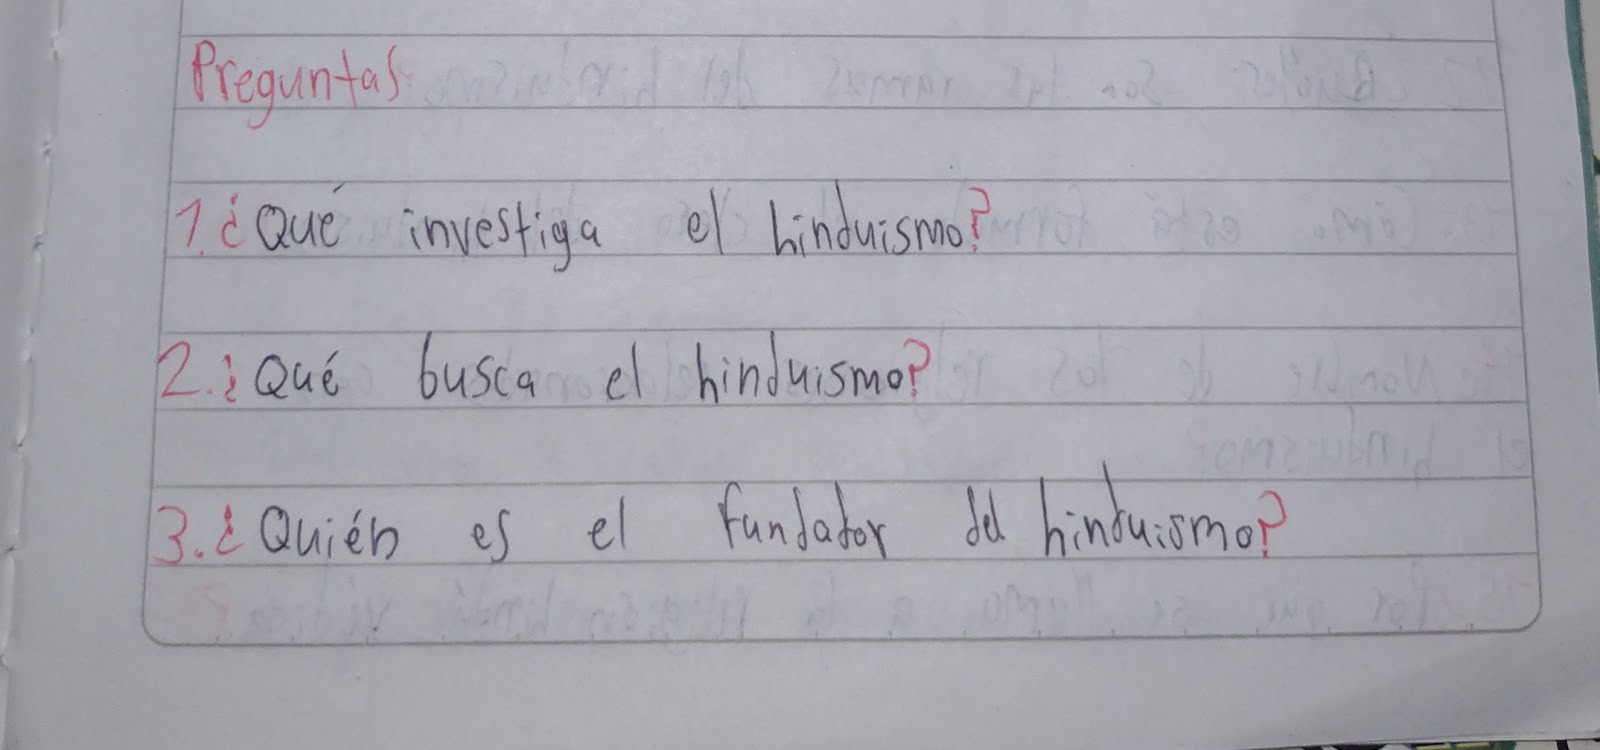 Preguntas
1. ¿Qué investiga el hinduismo?
2. ¿Qué busca el hinduismo?
3. ¿Quién es el fundador del hinduismo?